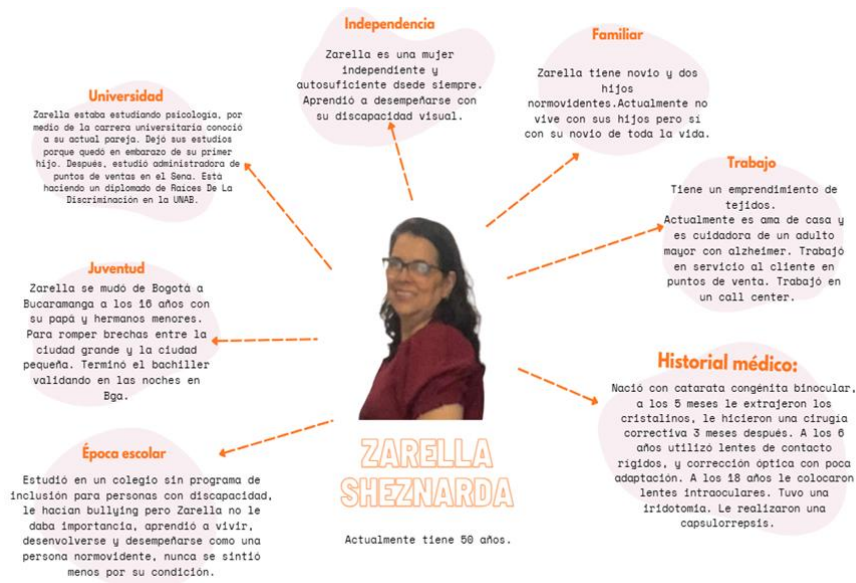 Independencia
Zarella es una mujer
independiente y
autosuficiente dsede siempre.
Aprendió a desempeñarse con
su discapacidad visual.
Familiar
Zarella tiene novio y dos
hijos
normovidentes.Actualmente no
vive con sus hijos pero sí
con su novio de toda la vida.
Universidad
Zarella estaba estudiando psicología, por
medio de la carrera universitaria conoció
a su actual pareja. Dejó sus estudios
porque quedó en embarazo de su primer
hijo. Después, estudió administradora de
puntos de ventas en el Sena. Está
haciendo un diplomado de Raíces De La
Discriminación en la UNAB.
Trabajo
Tiene un emprendimiento de
tejidos.
Actualmente es ama de casa y
es cuidadora de un adulto
mayor con alzheimer. Trabajó
en servicio al cliente en
puntos de venta. Trabajó en
un call center.
Juventud
Zarella se mudó de Bogotá a
Bucaramanga a los 16 años con
su papá y hermanos menores.
Para romper brechas entre la
ciudad grande y la ciudad
pequeña. Terminó el bachiller
validando en las noches en
Bga.
Historial médico:
Nació con catarata congénita binocular,
a los 5 meses le extrajeron los
cristalinos, le hicieron una cirugía
correctiva 3 meses después. A los 6
años utilizó lentes de contacto
rígidos, y corrección óptica con poca
adaptación. A los 18 años le colocaron
lentes intraoculares. Tuvo una
iridotomía. Le realizaron una
capsulorrepsis.
Época escolar
Estudió en un colegio sin programa de
inclusión para personas con discapacidad,
le hacían bullying pero Zarella no le
daba importancia, aprendió a vivir,
desenvolverse y desempeñarse como una
persona normovidente, nunca se sintió
menos por su condición.
ZARELLA
SHEZNARDA
Actualmente tiene 50 años.